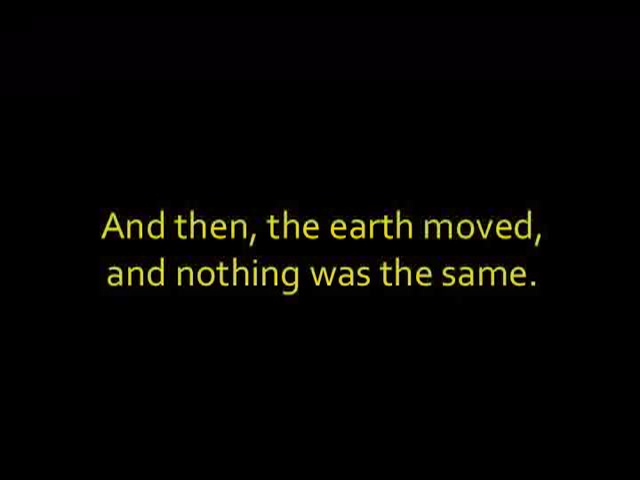 And then, the earth moved,
and nothing was the same.